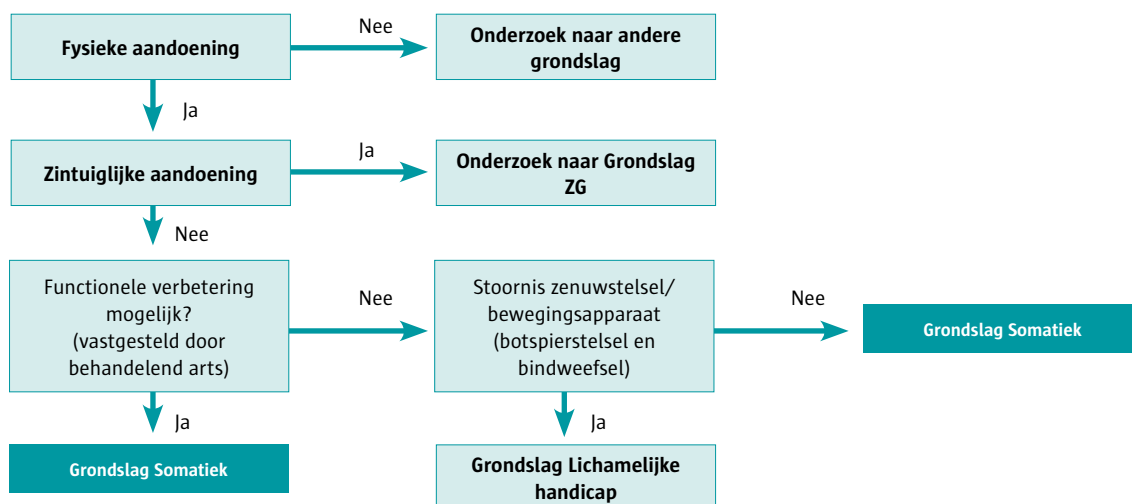 Fysieke aandoening
Nee
Onderzoek naar andere
grondslag
Ja
Zintuiglijke aandoening
Ja
Onderzoek naar Grondslag
ZG
Nee
Functionele verbetering
mogelijk?
(vastgesteld door
behandelend arts)
Nee
Stoornis zenuwstelsel/
bewegingsapparaat
(botspierstelsel en
bindweefsel)
Nee
Grondslag Somatiek
Ja
Grondslag Somatiek
Ja
Grondslag Lichamelijke
handicap